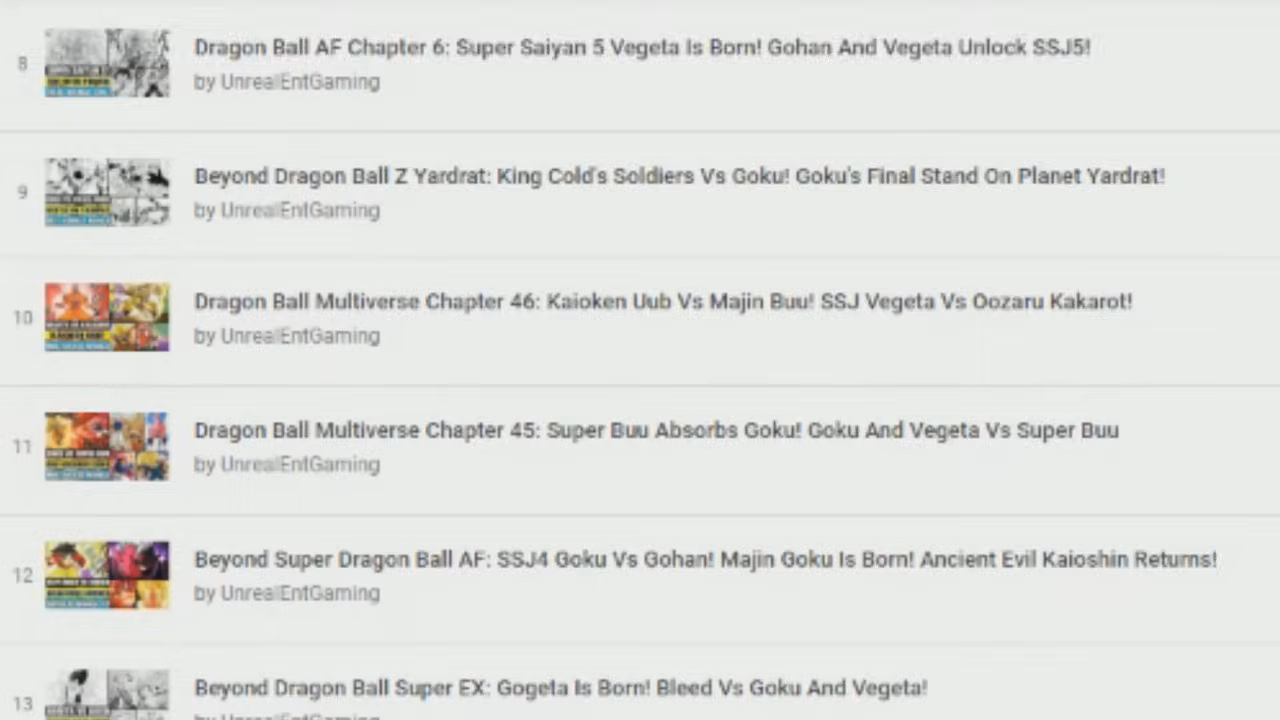 8
Dragon Ball AF Chapter 6: Super Saiyan 5 Vegeta Is Born! Gohan And Vegeta Unlock SSJ5!
by UnrealEntGaming
9
Beyond Dragon Ball Z Yardrat: King Cold's Soldiers Vs Goku! Goku's Final Stand On Planet Yardrat!
by UnrealEntGaming
10
Dragon Ball Multiverse Chapter 46: Kaioken Uub Vs Majin Buu! SSJ Vegeta Vs Oozaru Kakarot!
by UnrealEntGaming
11
Dragon Ball Multiverse Chapter 45: Super Buu Absorbs Goku! Goku And Vegeta Vs Super Buu
by UnrealEntGaming
12
Beyond Super Dragon Ball AF: SSJ4 Goku Vs Gohan! Majin Goku Is Born! Ancient Evil Kaioshin Returns!
by UnrealEntGaming
13
Beyond Dragon Ball Super EX: Gogeta Is Born! Bleed Vs Goku And Vegeta!